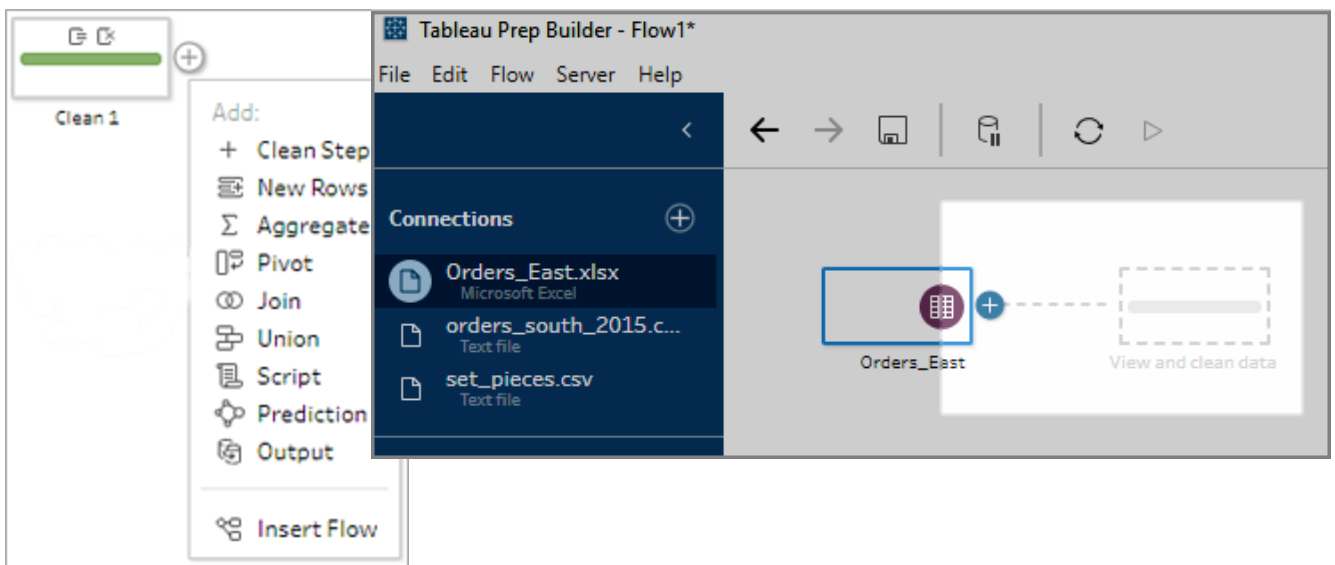 Clean 1
Add:
Clean Step
New Rows
Aggregate
Pivot
Join
Union
Script
Prediction
Output
Insert Flow
Tableau Prep Builder - Flow1*
File Edit Flow Server Help
Connections
Orders_East.xlsx
Microsoft Excel
orders_south_2015.c...
Text file
set_pieces.csv
Text file
Orders_East
View and clean data